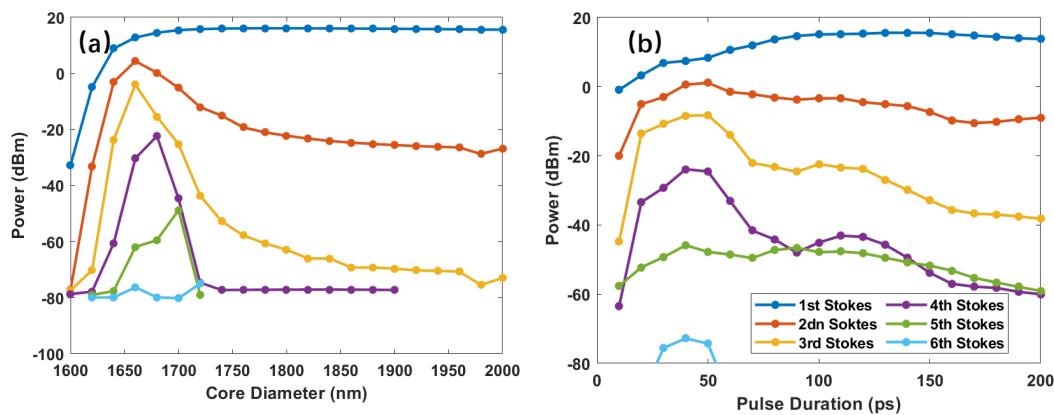 (a)
20
0
-20
-40
-60
-80
-100
Power (dBm)
1600 1650 1700 1750 1800 1850 1900 1950 2000
Core Diameter (nm)
(b)
20
0
-20
-40
-60
-80
Power (dBm)
0 50 100 150 200
Pulse Duration (ps)
1st Stokes
2dn Soktes
3rd Stokes
4th Stokes
5th Stokes
6th Stokes